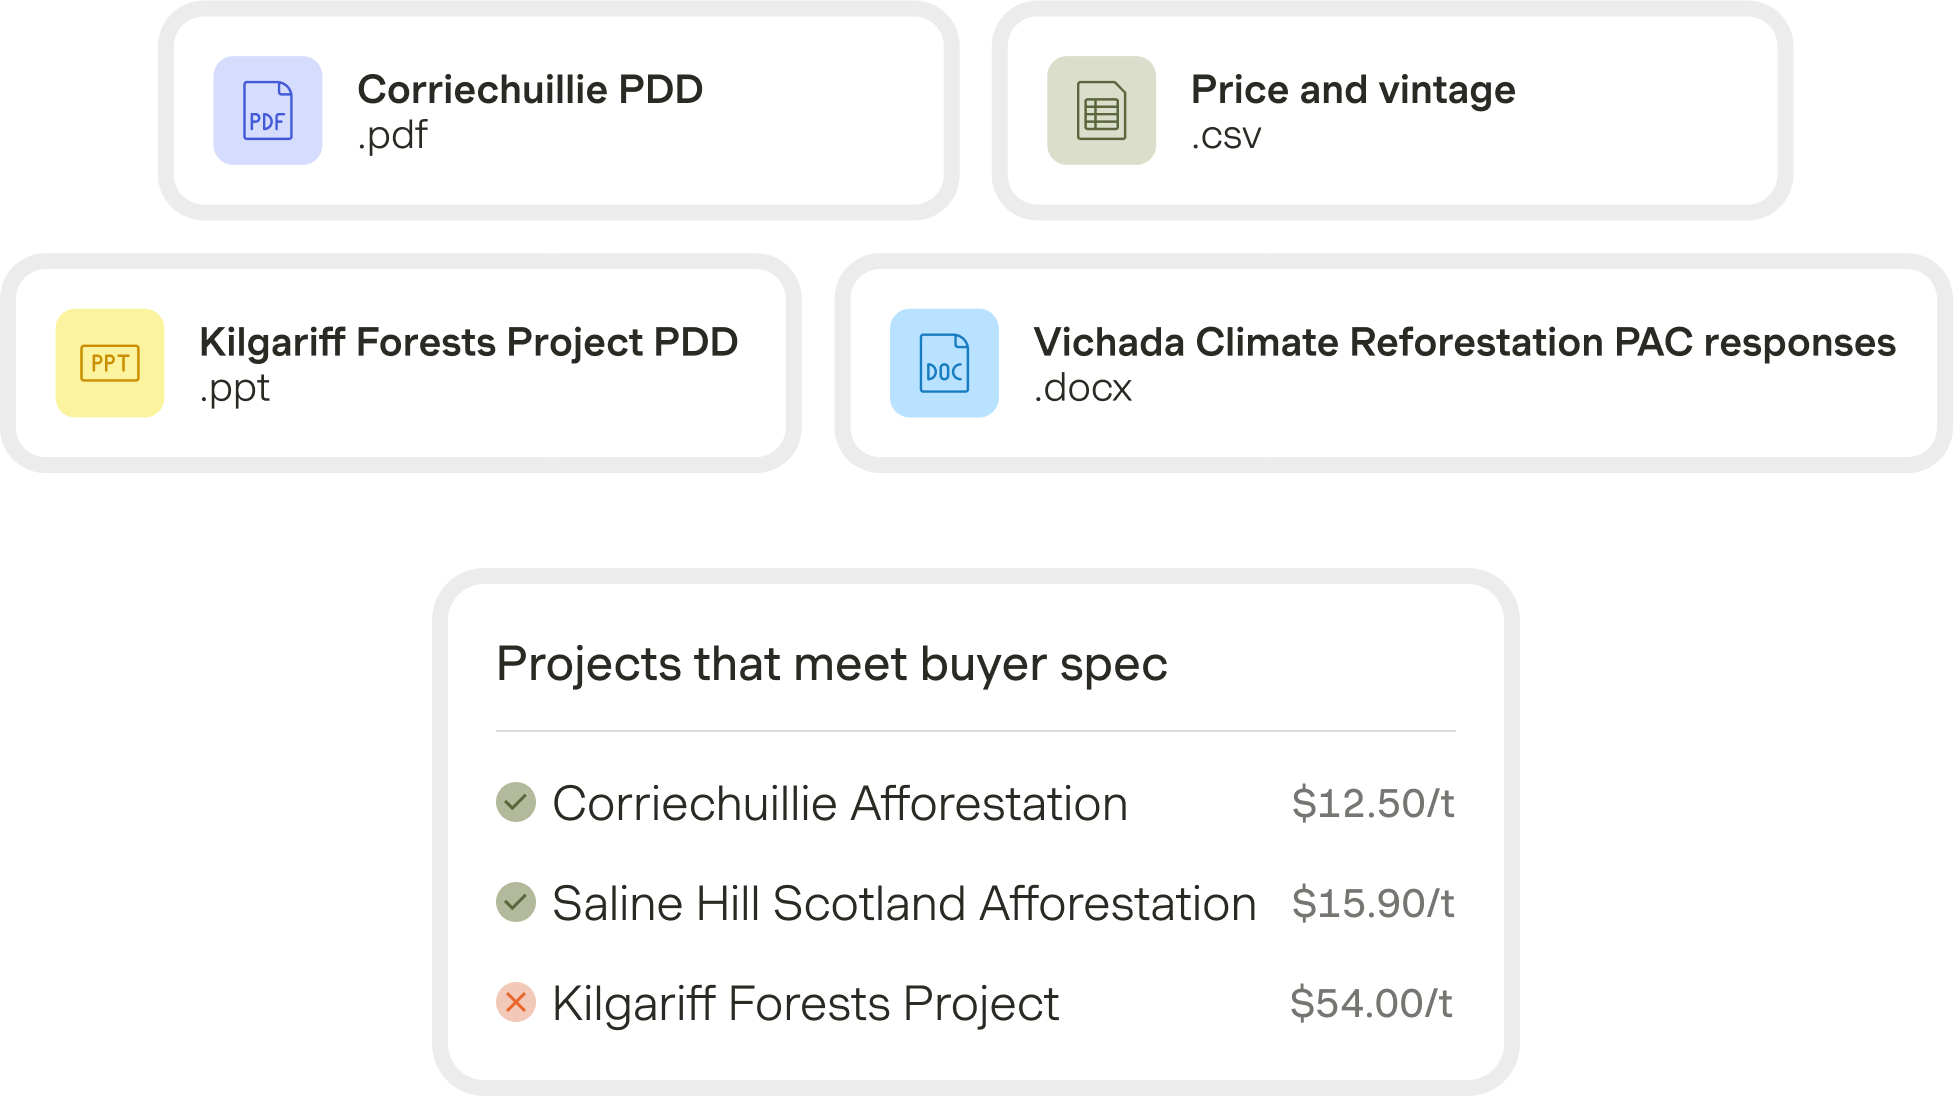 PDF
Corriechuillie PDD
.pdf
Price and vintage
.csv
PPT
Kilgariff Forests Project PDD
.ppt
DOC
Vichada Climate Reforestation PAC responses
.docx
Projects that meet buyer spec
Corriechuillie Afforestation $12.50/t
Saline Hill Scotland Afforestation $15.90/t
Kilgariff Forests Project $54.00/t